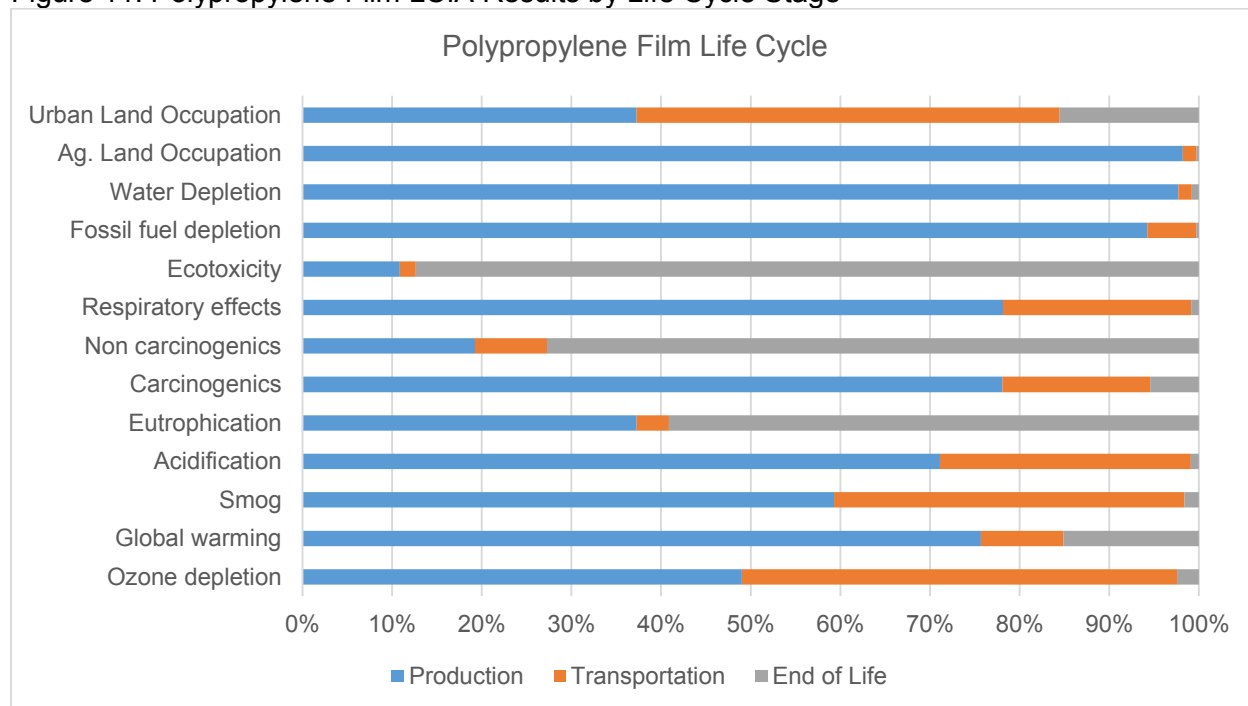 Figure 11: Polypropylene Film LCIA Results by Life Cycle Stage
Polypropylene Film Life Cycle
Urban Land Occupation
Ag. Land Occupation
Water Depletion
Fossil fuel depletion
Ecotoxicity
Respiratory effects
Non carcinogenics
Carcinogenics
Eutrophication
Acidification
Smog
Global warming
Ozone depletion
0% 10% 20% 30% 40% 50% 60% 70% 80% 90% 100%
Production Transportation End of Life